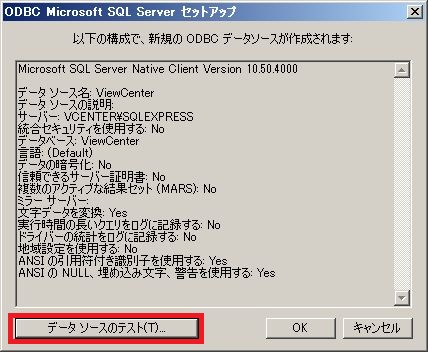 ODBC Microsoft SQL Server セットアップ
以下の構成で、新規の ODBC データソースが作成されます:
Microsoft SQL Server Native Client Version 10.50.4000
データ ソース名: ViewCenter
データ ソースの説明:
サーバー: VCENTER¥SQLEXPRESS
統合セキュリティを使用する: No
データベース: ViewCenter
言語: (Default)
データの暗号化: No
信頼できるサーバー証明書: No
複数のアクティブな結果セット (MARS): No
ミラー サーバー:
文字データを変換: Yes
実行時間の長いクエリをログに記録する: No
ドライバーの統計をログに記録する: No
地域設定を使用する: No
ANSI の引用符付き識別子を使用する: Yes
ANSI の NULL、埋め込み文字、警告を使用する: Yes
データ ソースのテスト(T)...
OK
キャンセル